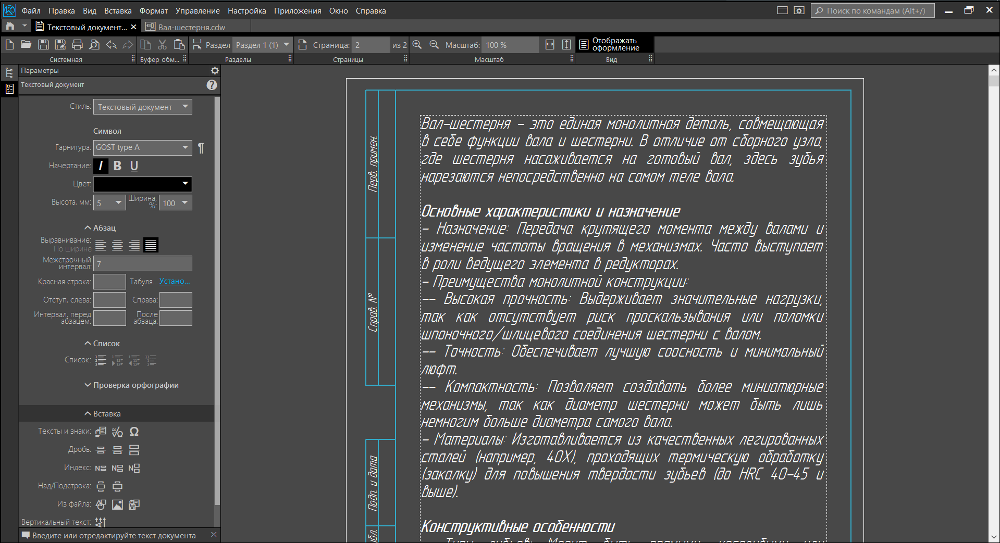 Файл Правка Вид Вставка Формат Управление Настройка Приложения Окно Справка Поиск по командам (Alt+/)
Текстовый документ... Вал-шестерня.cdw
Раздел Раздел 1 (1) Страница: 2 из 2 Масштаб: 100 % Отображать оформление
Системная Буфер обм... Разделы Страницы Масштаб Вид
Параметры
Текстовый документ
Стиль: Текстовый документ
Символ
Гарнитура: GOST type A
Начертание: I B U
Цвет:
Высота, мм: 5 Ширина, %: 100
Абзац
Выравнивание:
По ширине
Межстрочный интервал: 7
Красная строка: Табуля... Устано...
Отступ, слева: Справа:
Интервал, перед абзацем: После абзаца:
Список
Список:
Проверка орфографии
Вставка
Тексты и знаки:
Дробь:
Индекс:
Над/Подстрока:
Из файла:
Вертикальный текст:
Введите или отредактируйте текст документа
Перв. примен.
Справ. №
Подп. и дата
Вал-шестерня - это единая монолитная деталь, совмещающая
в себе функции вала и шестерни. В отличие от сборного узла,
где шестерня насаживается на готовый вал, здесь зубья
нарезаются непосредственно на самом теле вала.
Основные характеристики и назначение
- Назначение: Передача крутящего момента между валами и
изменение частоты вращения в механизмах. Часто выступает
в роли ведущего элемента в редукторах.
- Преимущества монолитной конструкции:
-- Высокая прочность: Выдерживает значительные нагрузки,
так как отсутствует риск проскальзывания или поломки
шпоночного/шлицевого соединения шестерни с валом.
-- Точность: Обеспечивает лучшую соосность и минимальный
люфт.
-- Компактность: Позволяет создавать более миниатюрные
механизмы, так как диаметр шестерни может быть лишь
немногим больше диаметра самого вала.
- Материалы: Изготавливается из качественных легированных
сталей (например, 40Х), проходящих термическую обработку
(закалку) для повышения твердости зубьев (до HRC 40-45 и
выше).
Конструктивные особенности